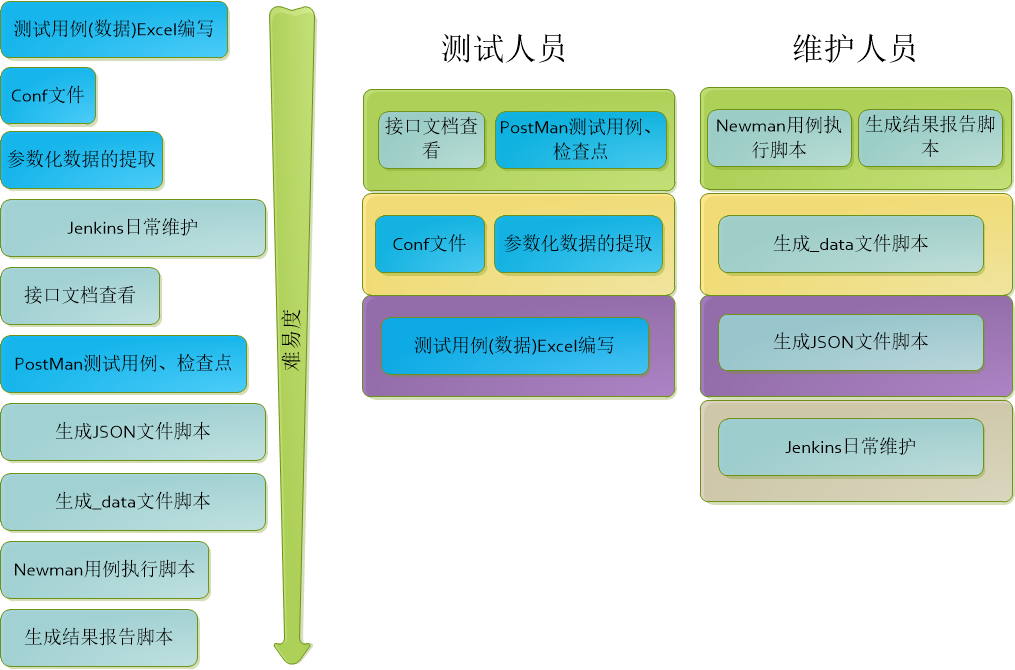 测试用例(数据)Excel编写
Conf文件
参数化数据的提取
Jenkins日常维护
接口文档查看
PostMan测试用例、检查点
生成JSON文件脚本
生成_data文件脚本
Newman用例执行脚本
生成结果报告脚本
难易度
测试人员
接口文档查
看
PostMan测试用例、
检查点
Conf文件
参数化数据的提取
测试用例(数据)Excel编写
维护人员
Newman用例执
行脚本
生成结果报告脚
本
生成_data文件脚本
生成JSON文件脚本
Jenkins日常维护